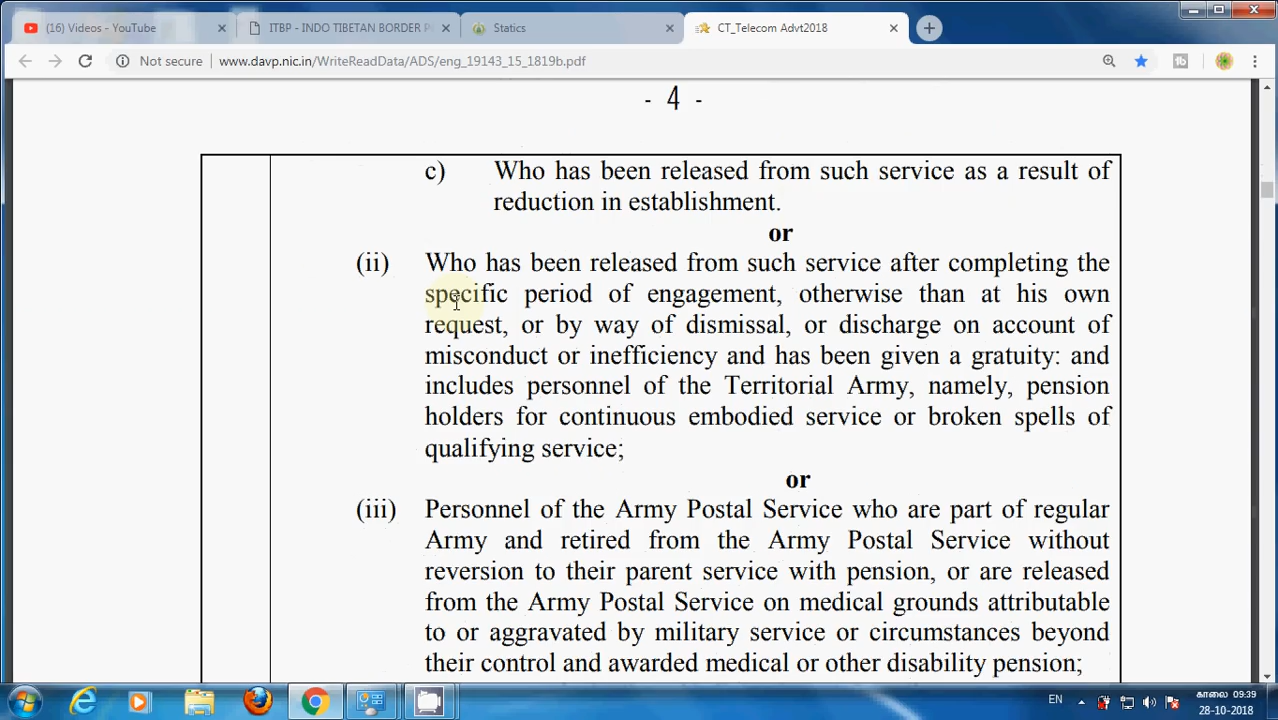 (16) Videos - YouTube
ITBP - INDO TIBETAN BORDER P
Statics
CT_Telecom Advt2018
Not secure
www.davp.nic.in/WriteReadData/ADS/eng_19143_15_1819b.pdf
- 4 -
c) Who has been released from such service as a result of
reduction in establishment.
or
(ii) Who has been released from such service after completing the
specific period of engagement, otherwise than at his own
request, or by way of dismissal, or discharge on account of
misconduct or inefficiency and has been given a gratuity: and
includes personnel of the Territorial Army, namely, pension
holders for continuous embodied service or broken spells of
qualifying service;
or
(iii) Personnel of the Army Postal Service who are part of regular
Army and retired from the Army Postal Service without
reversion to their parent service with pension, or are released
from the Army Postal Service on medical grounds attributable
to or aggravated by military service or circumstances beyond
their control and awarded medical or other disability pension;
EN
காலை 09:39
28-10-2018